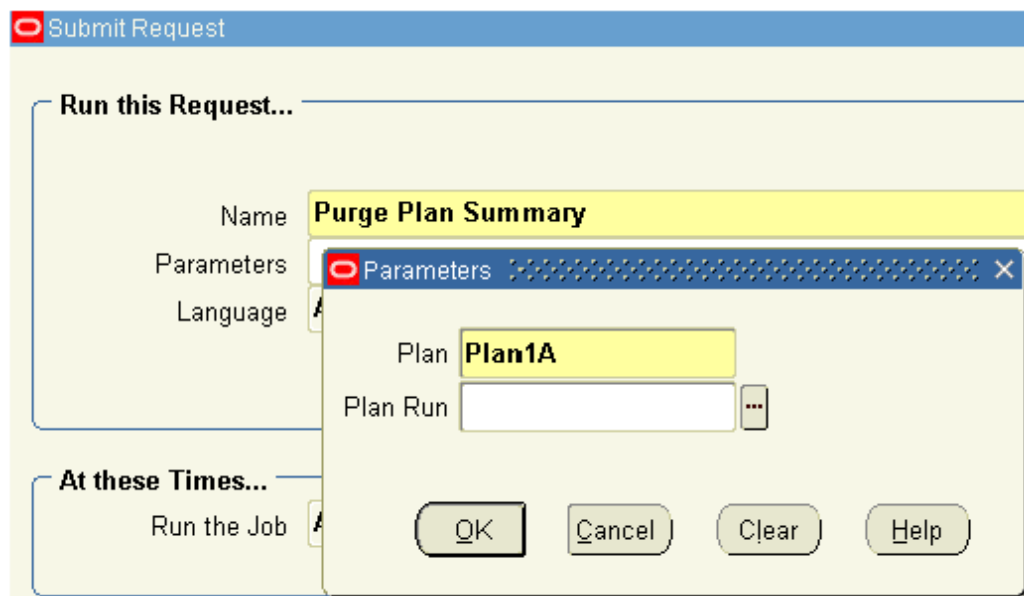 Submit Request
Run this Request...
Name Purge Plan Summary
Parameters
Language
Parameters
Plan Plan1A
Plan Run ...
OK Cancel Clear Help
At these Times...
Run the Job